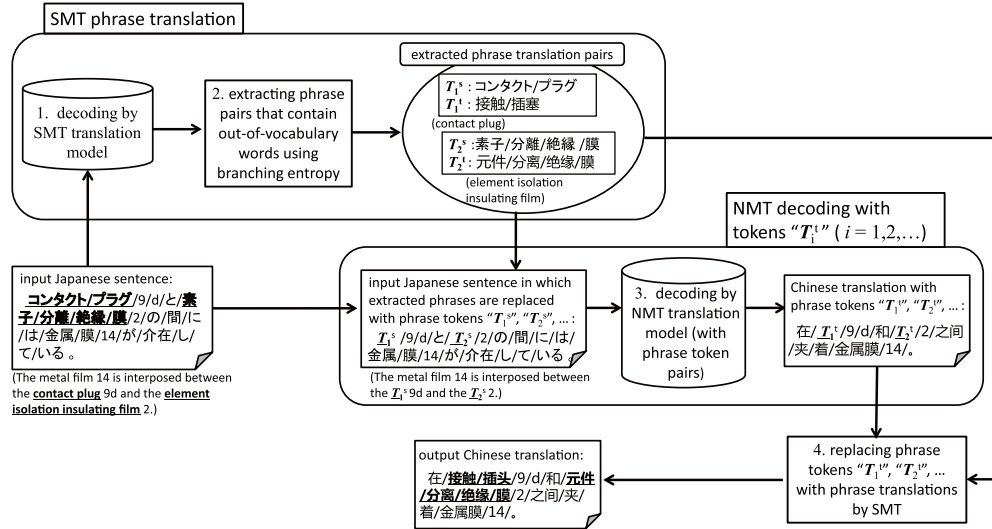 SMT phrase translation
1. decoding by
SMT translation
model
2. extracting phrase
pairs that contain
out-of-vocabulary
words using
branching entropy
extracted phrase translation pairs
T₁ˢ : コンタクト/プラグ
T₁ᵗ : 接触/插塞
(contact plug)
T₂ˢ : 素子/分離/絶縁 /膜
T₂ᵗ : 元件/分离/绝缘/膜
(element isolation
insulating film)
NMT decoding with
tokens “Tᵢᵗ” ( i = 1,2,…)
input Japanese sentence:
コンタクト/プラグ/9/d/と/素
子/分離/絶縁/膜/2/の/間/に
/は/金属/膜/14/が/介在/し/
て/いる 。
(The metal film 14 is interposed between
the contact plug 9d and the element
isolation insulating film 2.)
input Japanese sentence in which
extracted phrases are replaced
with phrase tokens “T₁ˢ”, “T₂ˢ”, … :
T₁ˢ /9/d/と/ T₂ˢ /2/の/間/に/は/
金属/膜/14/が/介在/し/て/いる 。
(The metal film 14 is interposed between
the T₁ˢ 9d and the T₂ˢ 2.)
3. decoding by
NMT translation
model (with
phrase token
pairs)
Chinese translation with
phrase tokens “T₁ᵗ”, “T₂ᵗ”, … :
在/ T₁ᵗ /9/d/和/T₂ᵗ /2/之间
/夹/着/金属膜/14/。
4. replacing phrase
tokens “T₁ᵗ”, “T₂ᵗ”, …
with phrase translations
by SMT
output Chinese translation:
在/接触/插头/9/d/和/元件
/分离/绝缘/膜/2/之间/夹/
着/金属膜/14/。